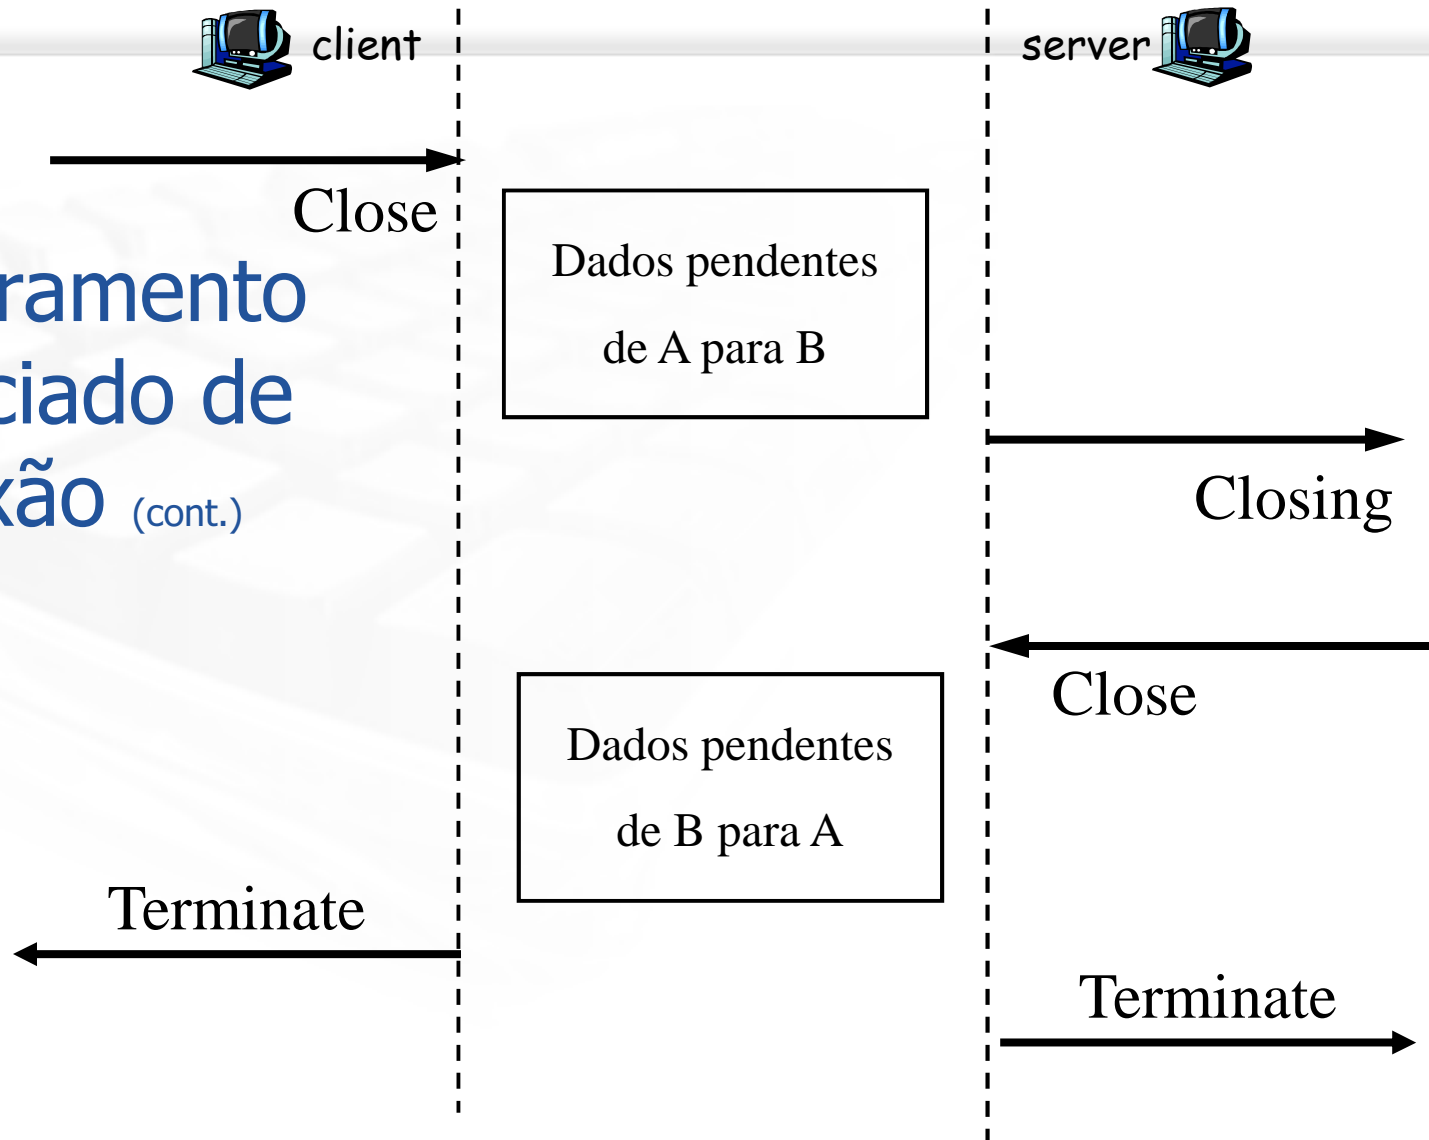 client
server
Close
Dados pendentes
de A para B
ramento
ciado de
xão (cont.)
Closing
Close
Dados pendentes
de B para A
Terminate
Terminate